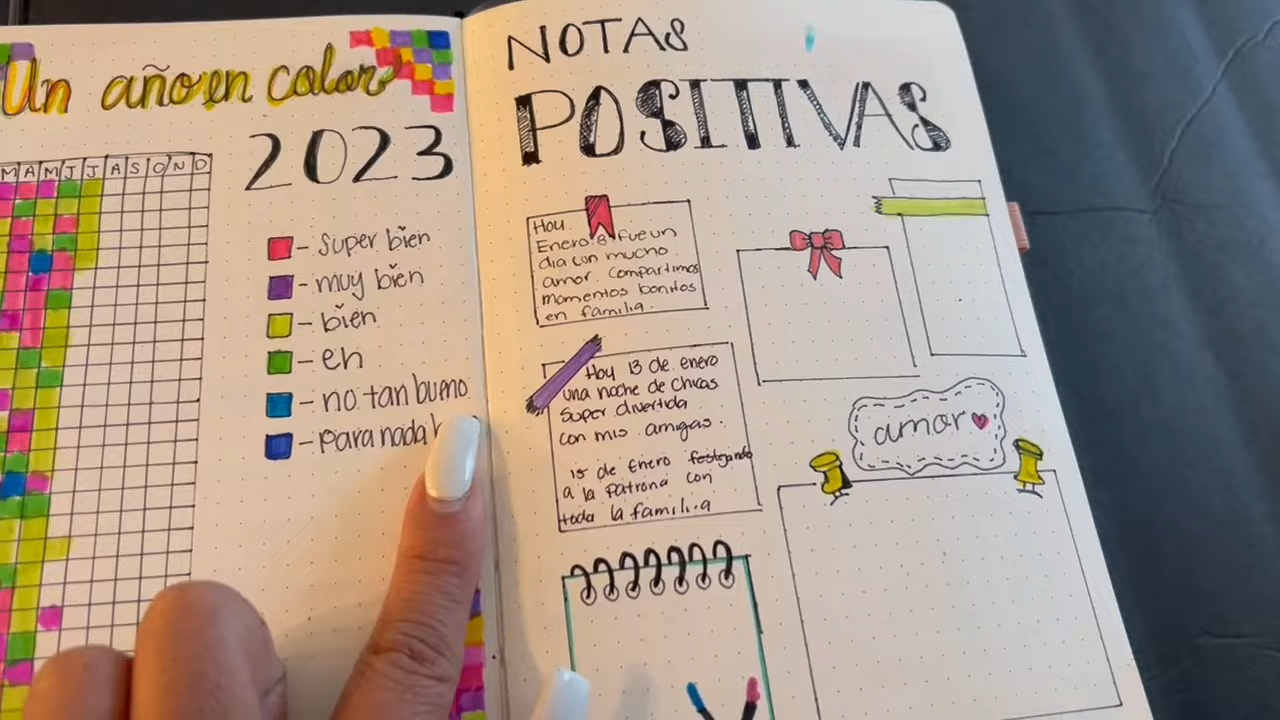 Un año en color
2023
M A M J J A S O N D
- super bien
- muy bien
- bien
- eh
- no tan bueno
- para nada
NOTAS
POSITIVAS
Hoy
Enero 8 fue un
dia con mucho
amor compartimos
momentos bonitos
en familia.
Hoy 13 de enero
una noche de chicas
super divertida
con mis amigas.
15 de Enero festejando
a la patrona con
toda la familia
amor